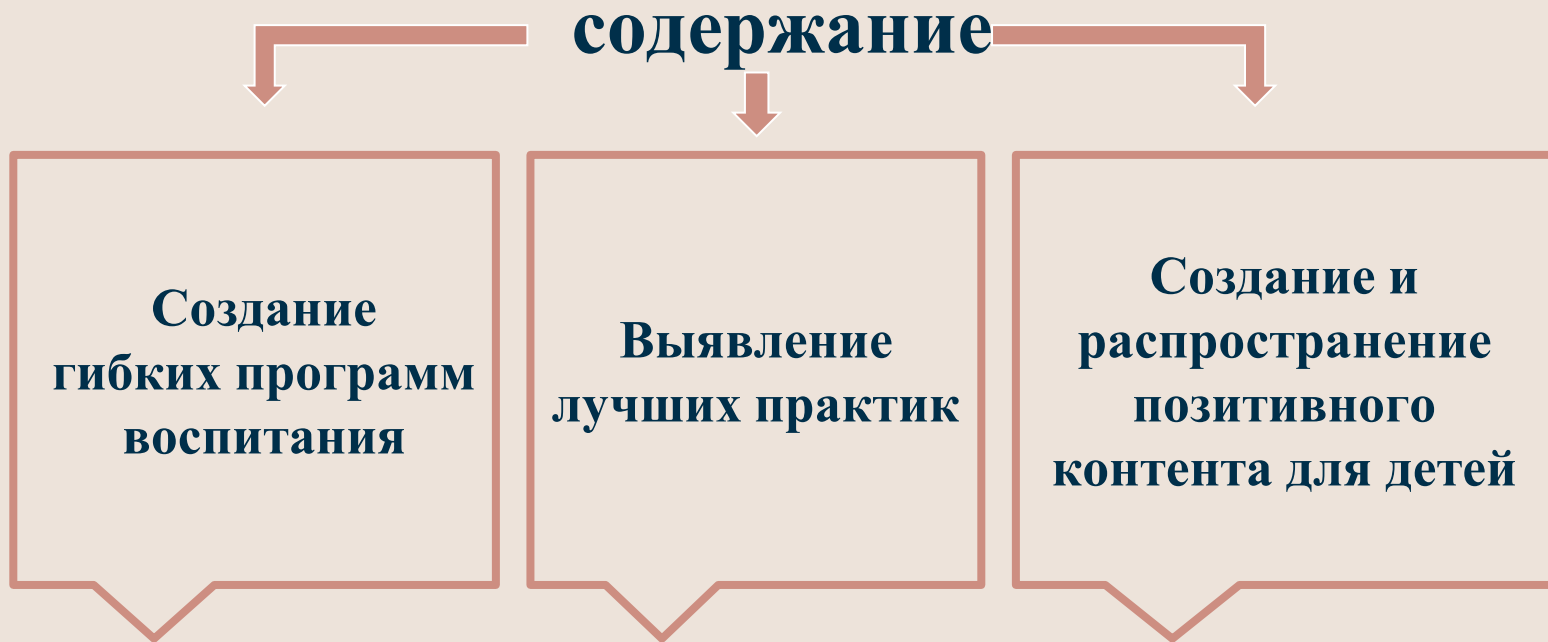 содержание
Создание
гибких программ
воспитания
Выявление
лучших практик
Создание и
распространение
позитивного
контента для детей